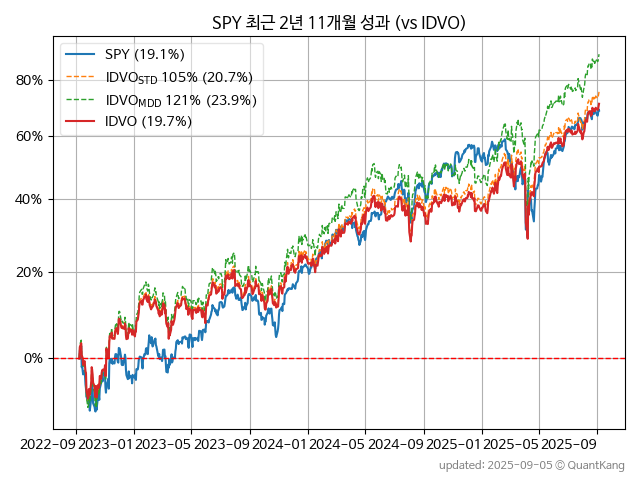 SPY 최근 2년 11개월 성과 (vs IDVO)
SPY (19.1%)
IDVO_STD 105% (20.7%)
IDVO_MDD 121% (23.9%)
IDVO (19.7%)
80%
60%
40%
20%
0%
2022-09 2023-01 2023-05 2023-09 2024-01 2024-05 2024-09 2025-01 2025-05 2025-09
updated: 2025-09-05 © QuantKang